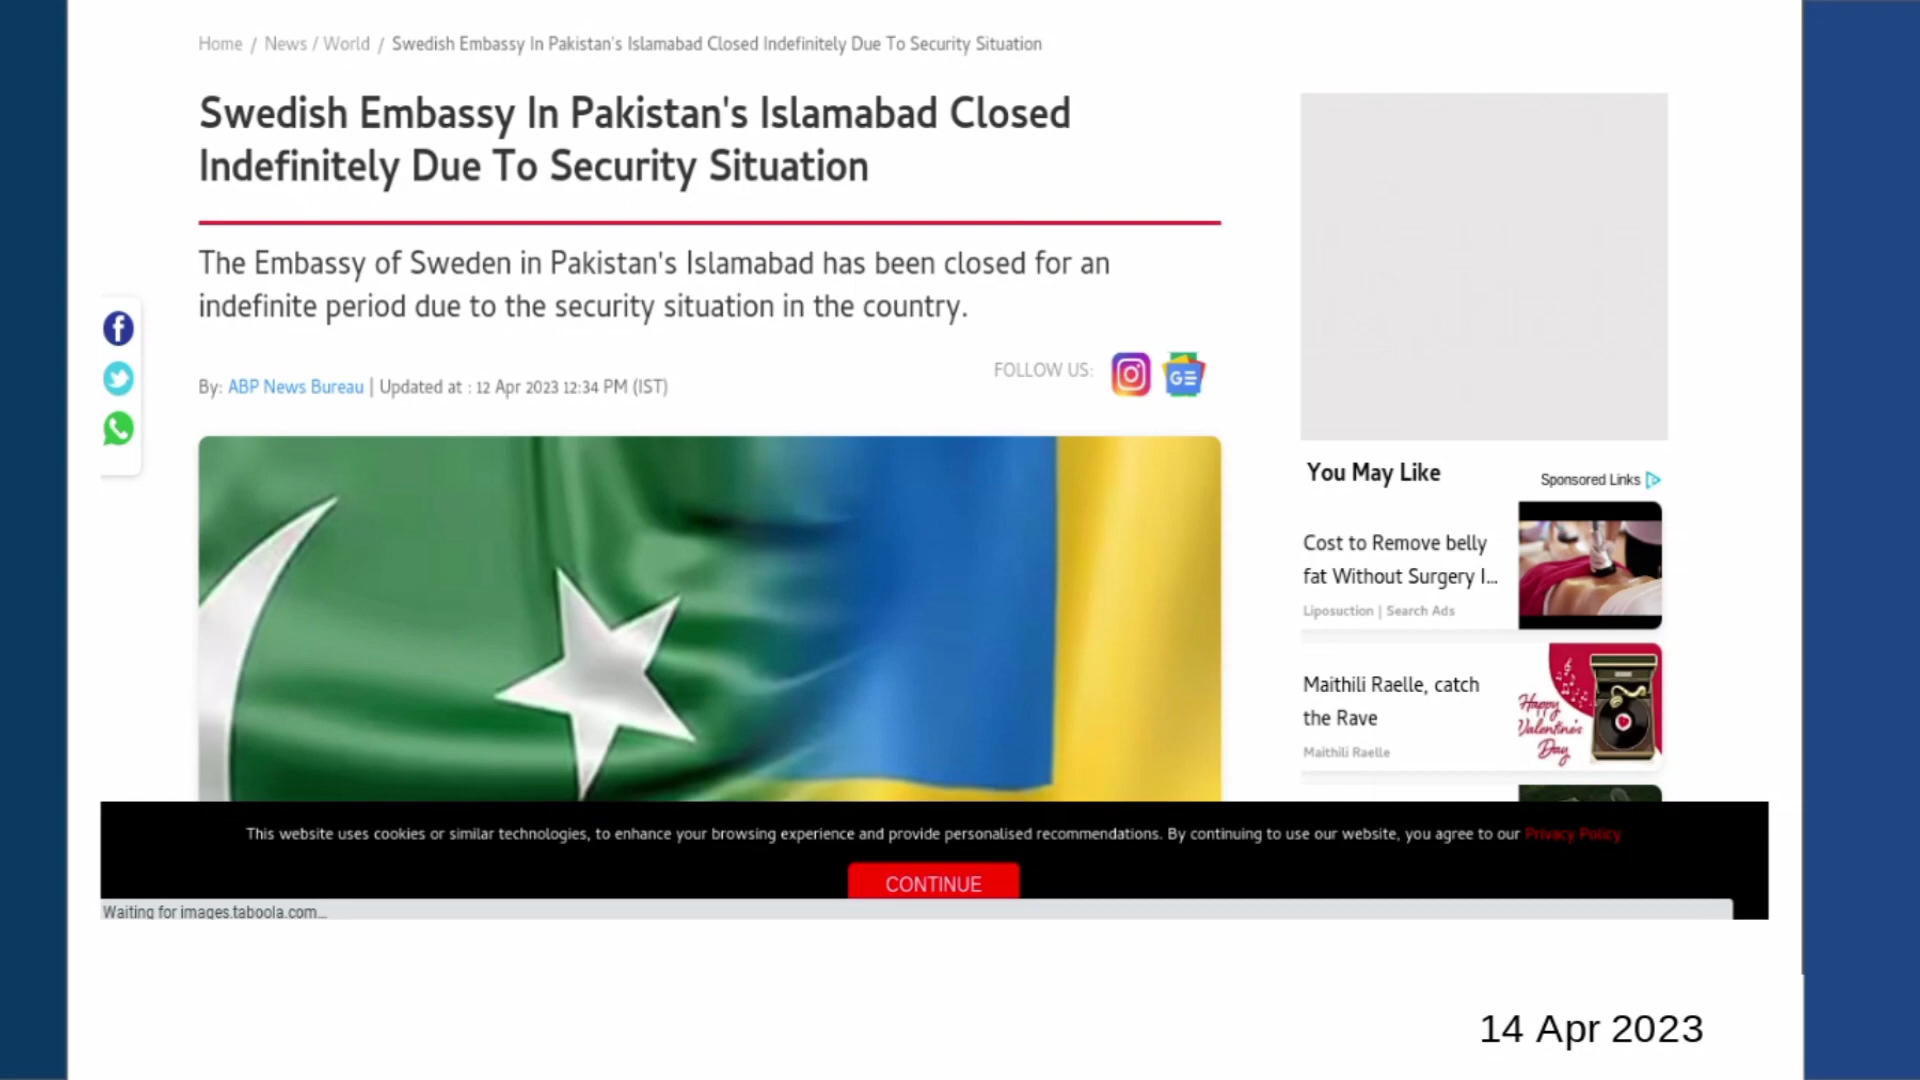 Home / News / World / Swedish Embassy In Pakistan's Islamabad Closed Indefinitely Due To Security Situation
Swedish Embassy In Pakistan's Islamabad Closed
Indefinitely Due To Security Situation
The Embassy of Sweden in Pakistan's Islamabad has been closed for an
indefinite period due to the security situation in the country.
By: ABP News Bureau | Updated at : 12 Apr 2023 12:34 PM (IST)
FOLLOW US:
GE
You May Like
Sponsored Links
Cost to Remove belly
fat Without Surgery I...
Liposuction | Search Ads
Maithili Raelle, catch
the Rave
Maithili Raelle
Happy
Valentine's
Day
This website uses cookies or similar technologies, to enhance your browsing experience and provide personalised recommendations. By continuing to use our website, you agree to our Privacy Policy
CONTINUE
Waiting for images.taboola.com...
14 Apr 2023